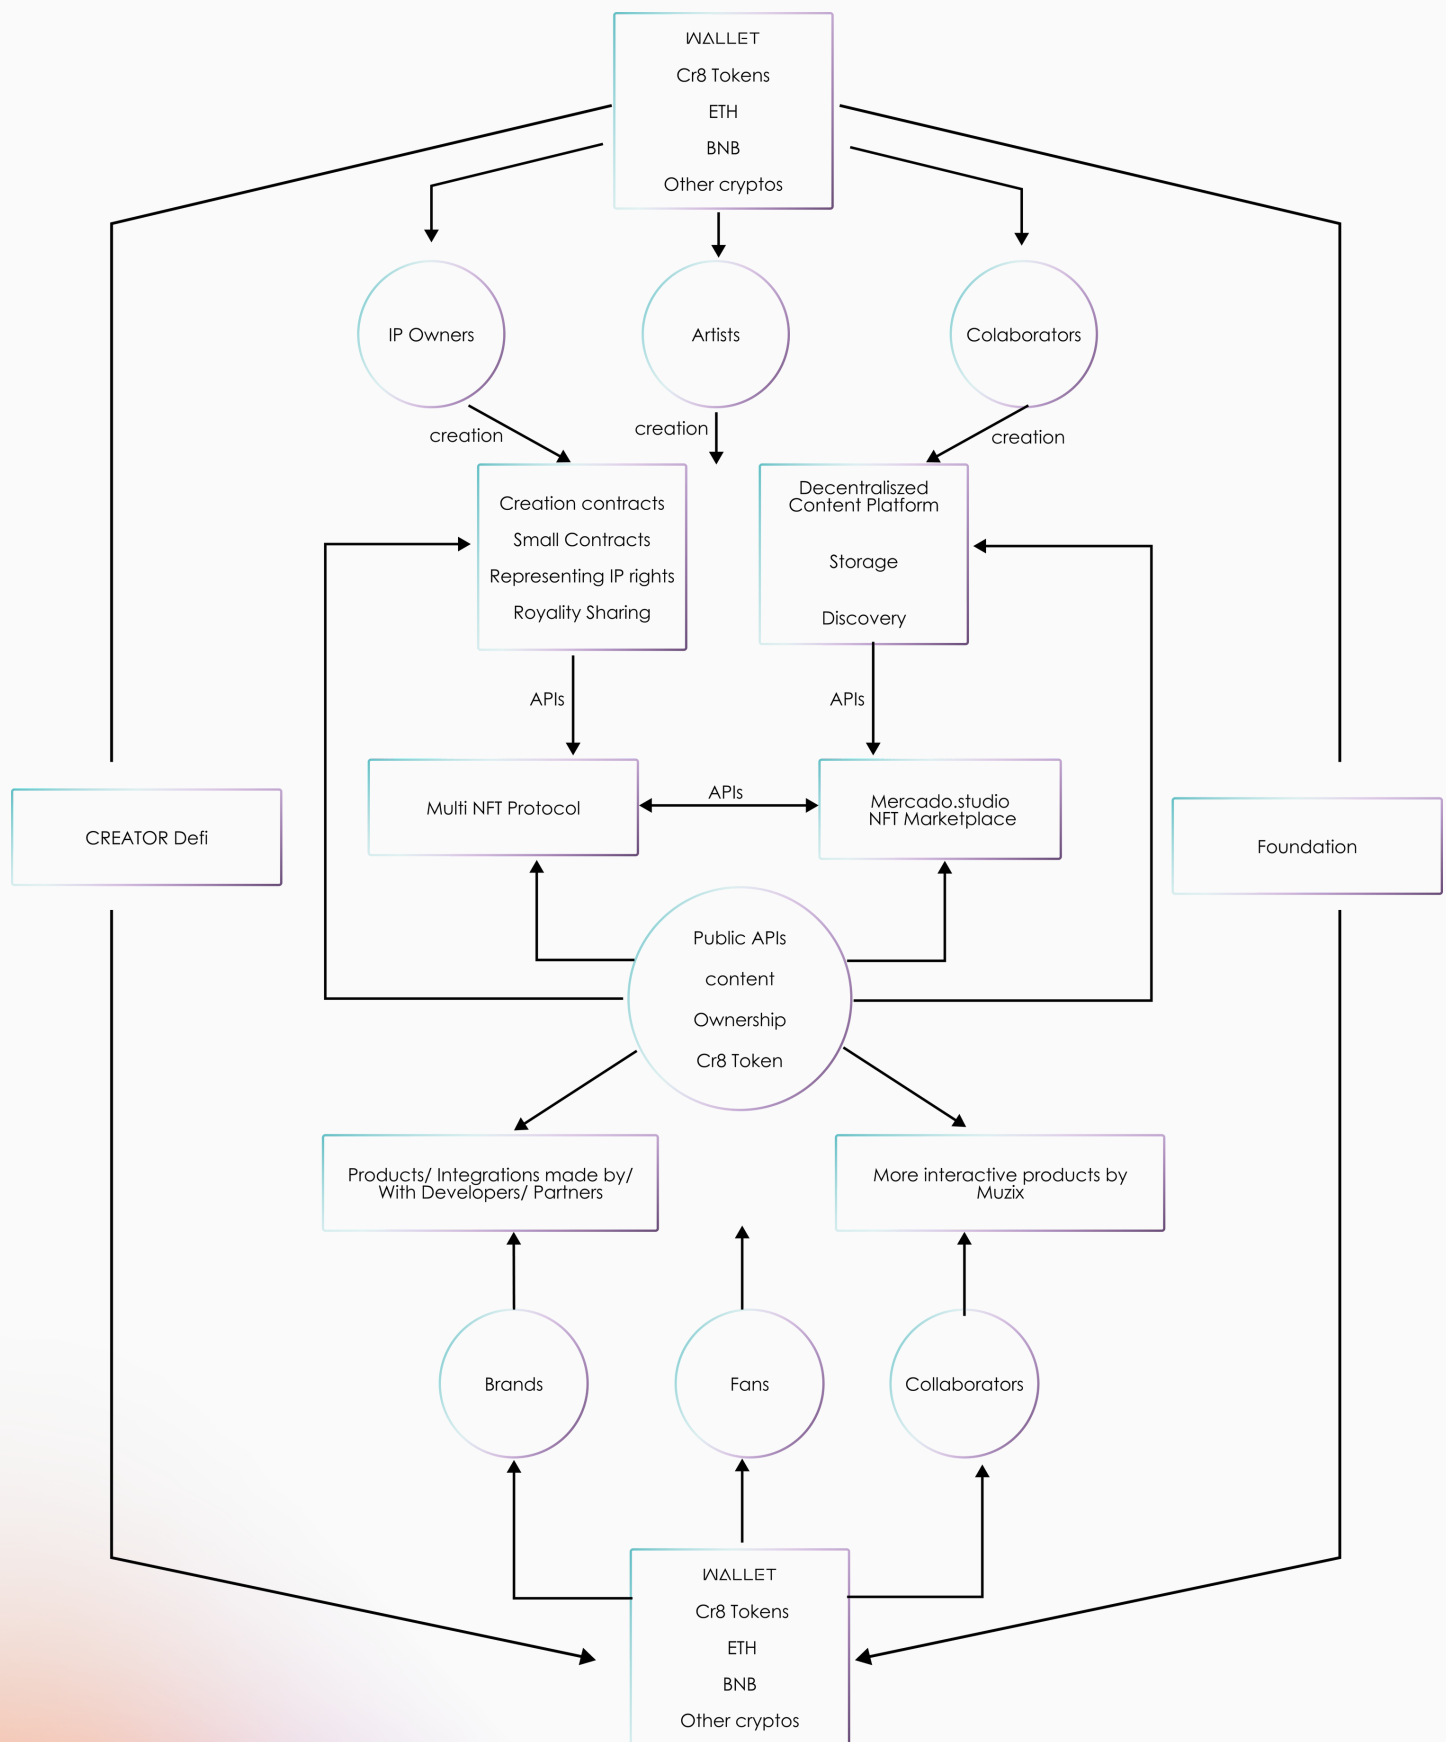 WALLET
Cr8 Tokens
ETH
BNB
Other cryptos
IP Owners
Artists
Colaborators
creation
creation
creation
Creation contracts
Small Contracts
Representing IP rights
Royality Sharing
Decentraliszed
Content Platform
Storage
Discovery
APIs
APIs
Multi NFT Protocol
APIs
Mercado.studio
NFT Marketplace
CREATOR Defi
Foundation
Public APIs
content
Ownership
Cr8 Token
Products/ Integrations made by/
With Developers/ Partners
More interactive products by
Muzix
Brands
Fans
Collaborators
WALLET
Cr8 Tokens
ETH
BNB
Other cryptos